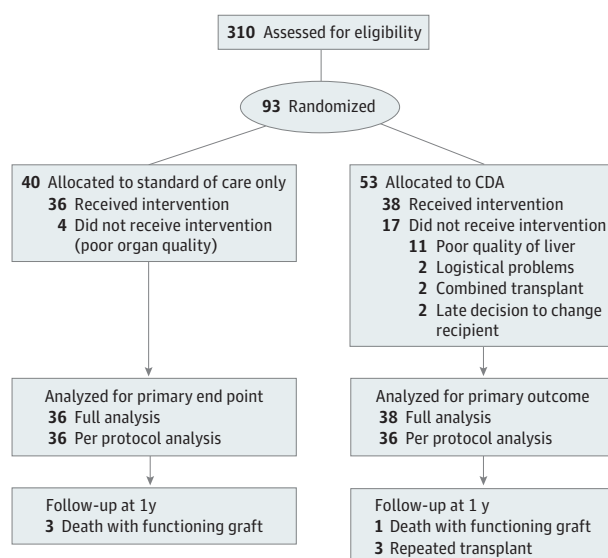 310 Assessed for eligibility
93 Randomized
40 Allocated to standard of care only
36 Received intervention
4 Did not receive intervention
(poor organ quality)
53 Allocated to CDA
38 Received intervention
17 Did not receive intervention
11 Poor quality of liver
2 Logistical problems
2 Combined transplant
2 Late decision to change
recipient
Analyzed for primary end point
36 Full analysis
36 Per protocol analysis
Analyzed for primary outcome
38 Full analysis
36 Per protocol analysis
Follow-up at 1y
3 Death with functioning graft
Follow-up at 1 y
1 Death with functioning graft
3 Repeated transplant